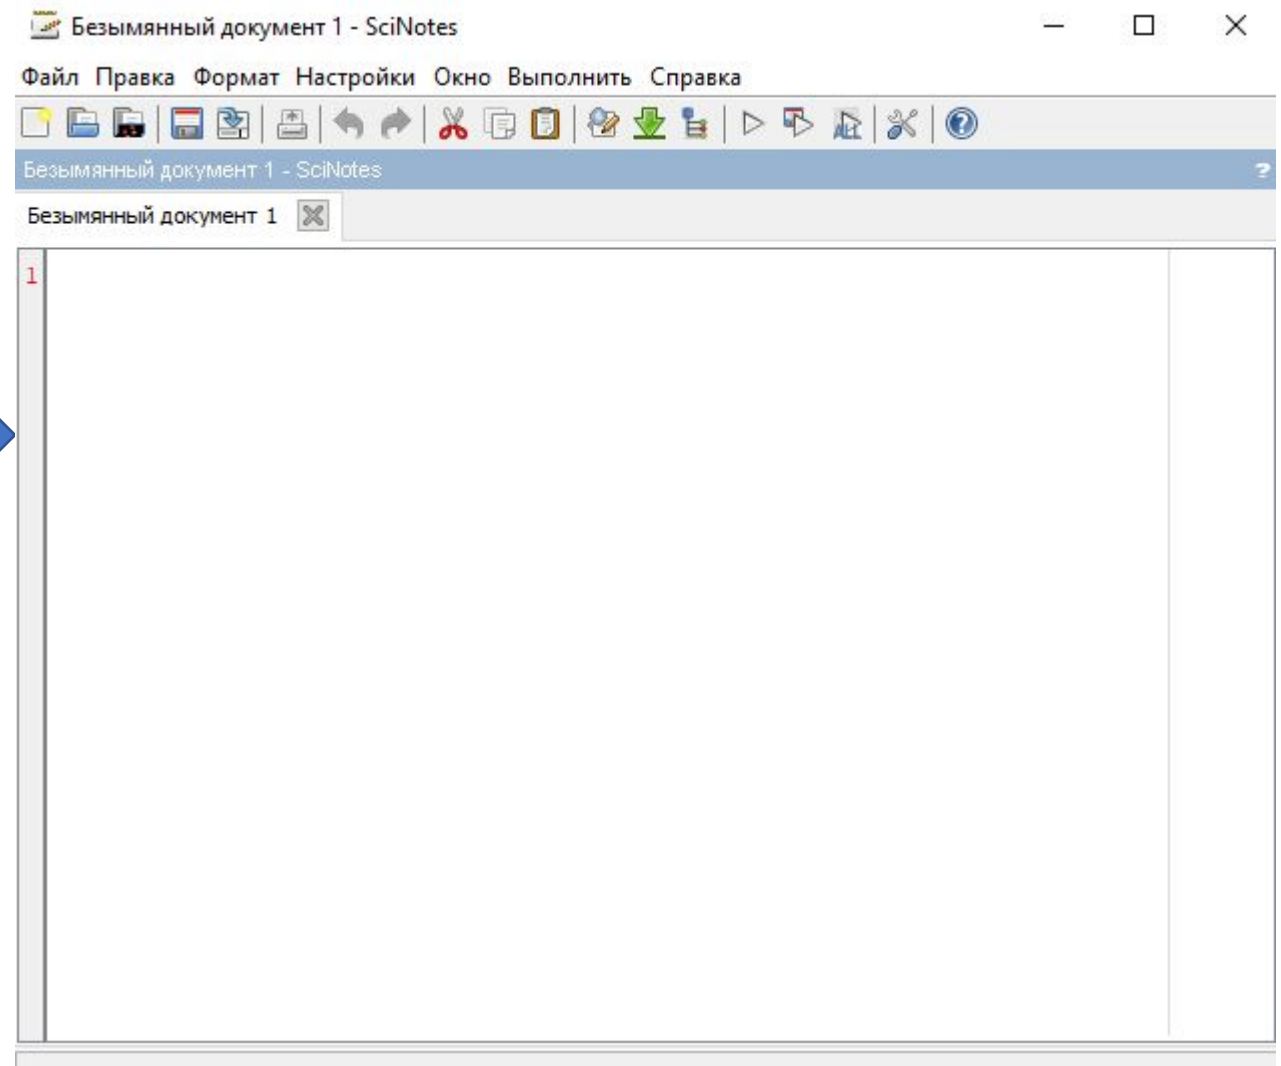 Безымянный документ 1 - SciNotes
Файл Правка Формат Настройки Окно Выполнить Справка
Безымянный документ 1 - SciNotes ?
Безымянный документ 1
1